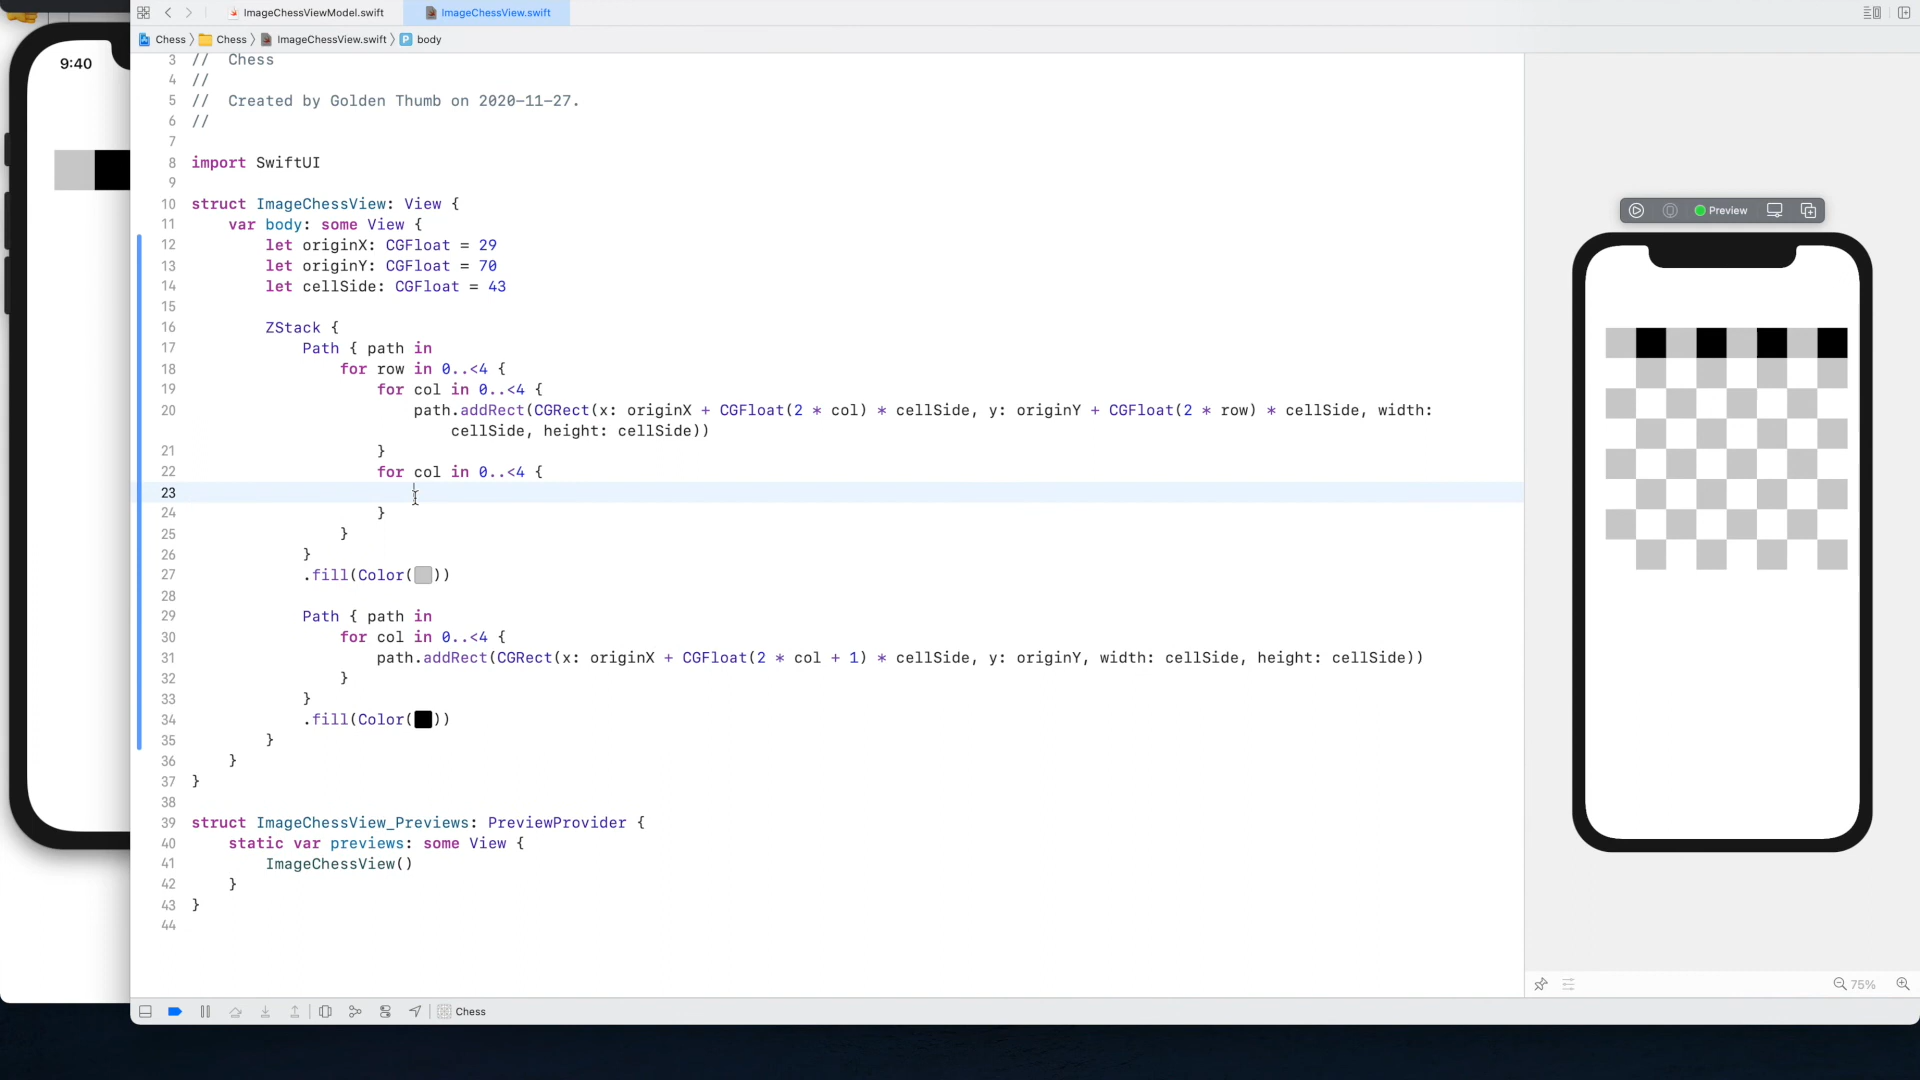 ImageChessViewModel.swift
ImageChessView.swift
Chess
Chess
ImageChessView.swift
P
body
9:40
3 // Chess
4 //
5 // Created by Golden Thumb on 2020-11-27.
6 //
7
8 import SwiftUI
9
10 struct ImageChessView: View {
11 var body: some View {
12 let originX: CGFloat = 29
13 let originY: CGFloat = 70
14 let cellSide: CGFloat = 43
15
16 ZStack {
17 Path { path in
18 for row in 0..<4 {
19 for col in 0..<4 {
20 path.addRect(CGRect(x: originX + CGFloat(2 * col) * cellSide, y: originY + CGFloat(2 * row) * cellSide, width:
cellSide, height: cellSide))
21 }
22 for col in 0..<4 {
23
24 }
25 }
26 }
27 .fill(Color())
28
29 Path { path in
30 for col in 0..<4 {
31 path.addRect(CGRect(x: originX + CGFloat(2 * col + 1) * cellSide, y: originY, width: cellSide, height: cellSide))
32 }
33 }
34 .fill(Color())
35 }
36 }
37 }
38
39 struct ImageChessView_Previews: PreviewProvider {
40 static var previews: some View {
41 ImageChessView()
42 }
43 }
44
Preview
75%
Chess